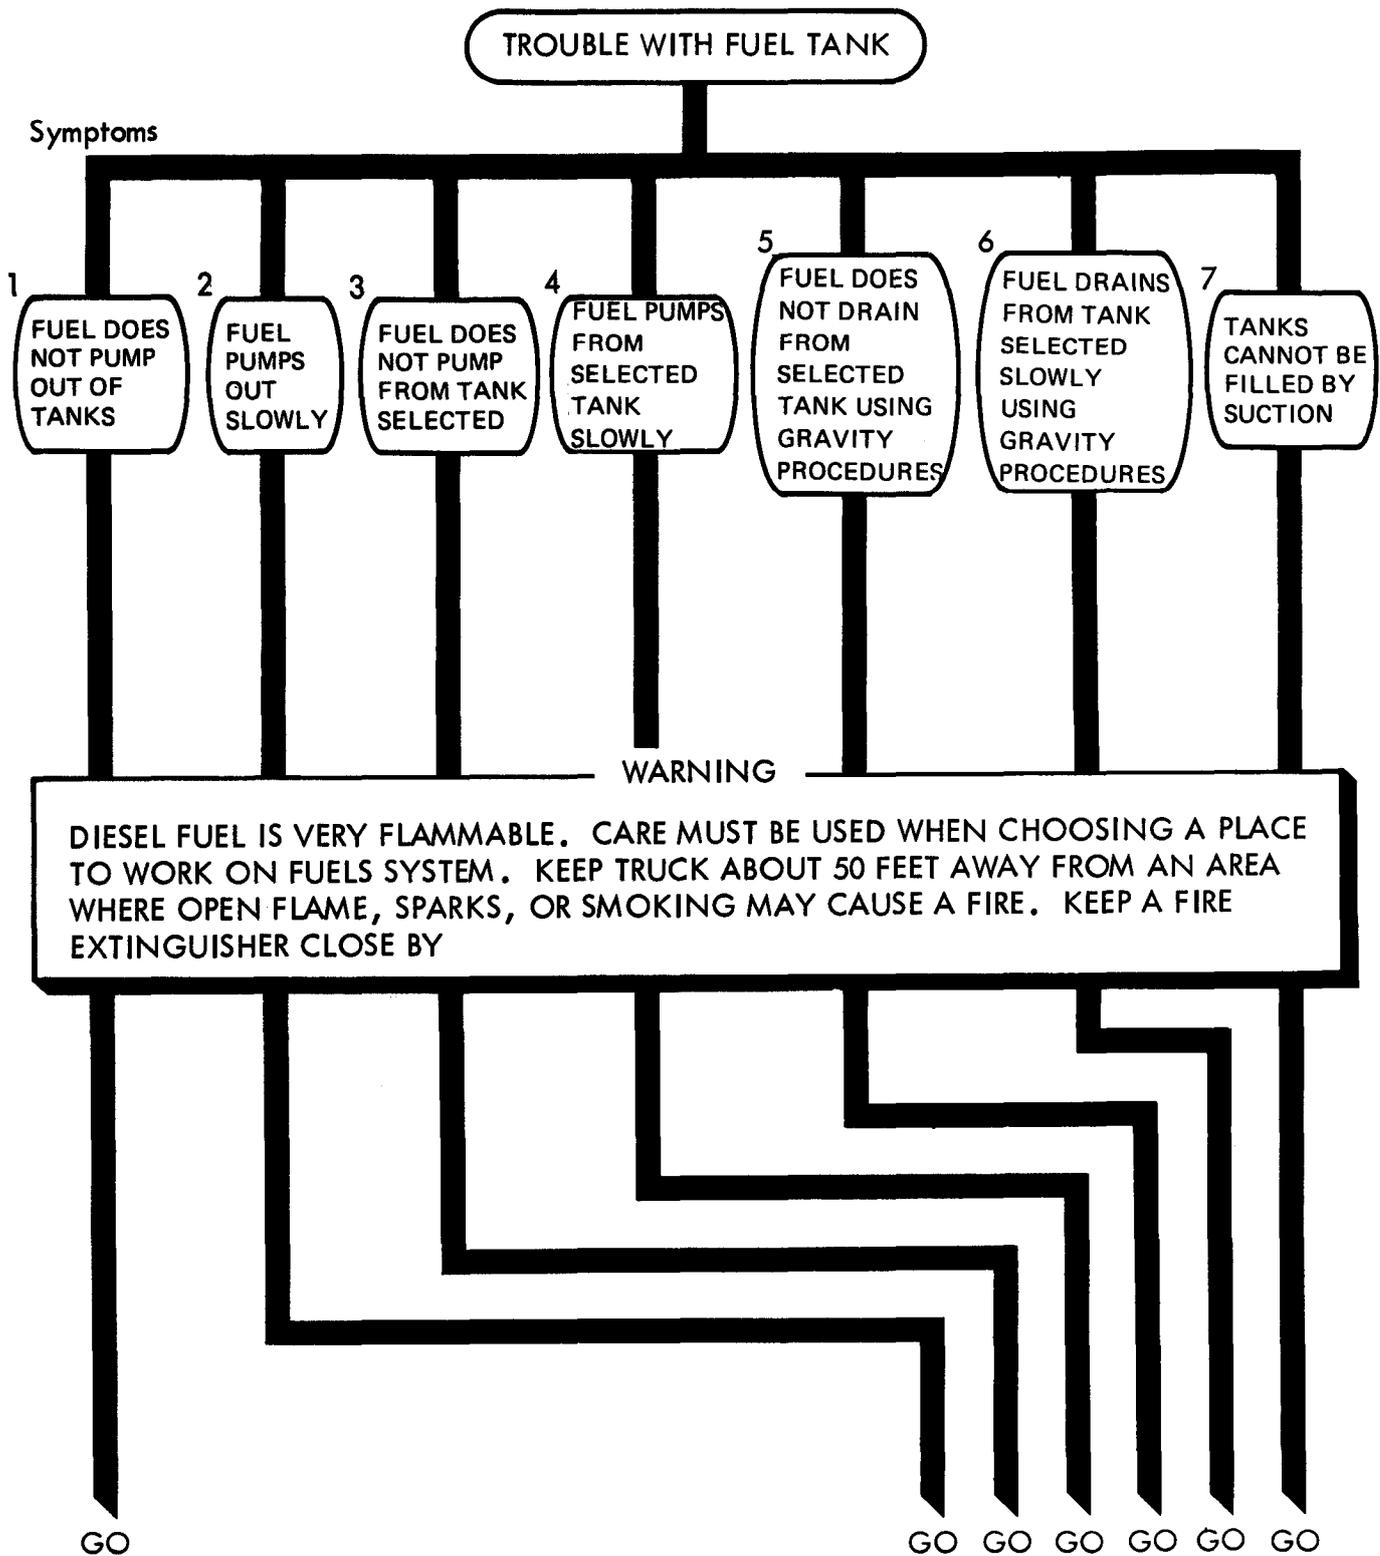 TROUBLE WITH FUEL TANK
Symptoms
1
FUEL DOES
NOT PUMP
OUT OF
TANKS
2
FUEL
PUMPS
OUT
SLOWLY
3
FUEL DOES
NOT PUMP
FROM TANK
SELECTED
4
FUEL PUMPS
FROM
SELECTED
TANK
SLOWLY
5
FUEL DOES
NOT DRAIN
FROM
SELECTED
TANK USING
GRAVITY
PROCEDURES
6
FUEL DRAINS
FROM TANK
SELECTED
SLOWLY
USING
GRAVITY
PROCEDURES
7
TANKS
CANNOT BE
FILLED BY
SUCTION
WARNING
DIESEL FUEL IS VERY FLAMMABLE. CARE MUST BE USED WHEN CHOOSING A PLACE
TO WORK ON FUELS SYSTEM. KEEP TRUCK ABOUT 50 FEET AWAY FROM AN AREA
WHERE OPEN FLAME, SPARKS, OR SMOKING MAY CAUSE A FIRE. KEEP A FIRE
EXTINGUISHER CLOSE BY
GO GO GO GO GO GO GO